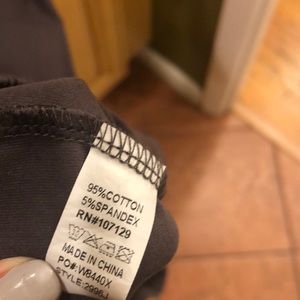 95%COTTON
5%SPANDEX
RN#107129
MADE IN CHINA
PO#:W8440X